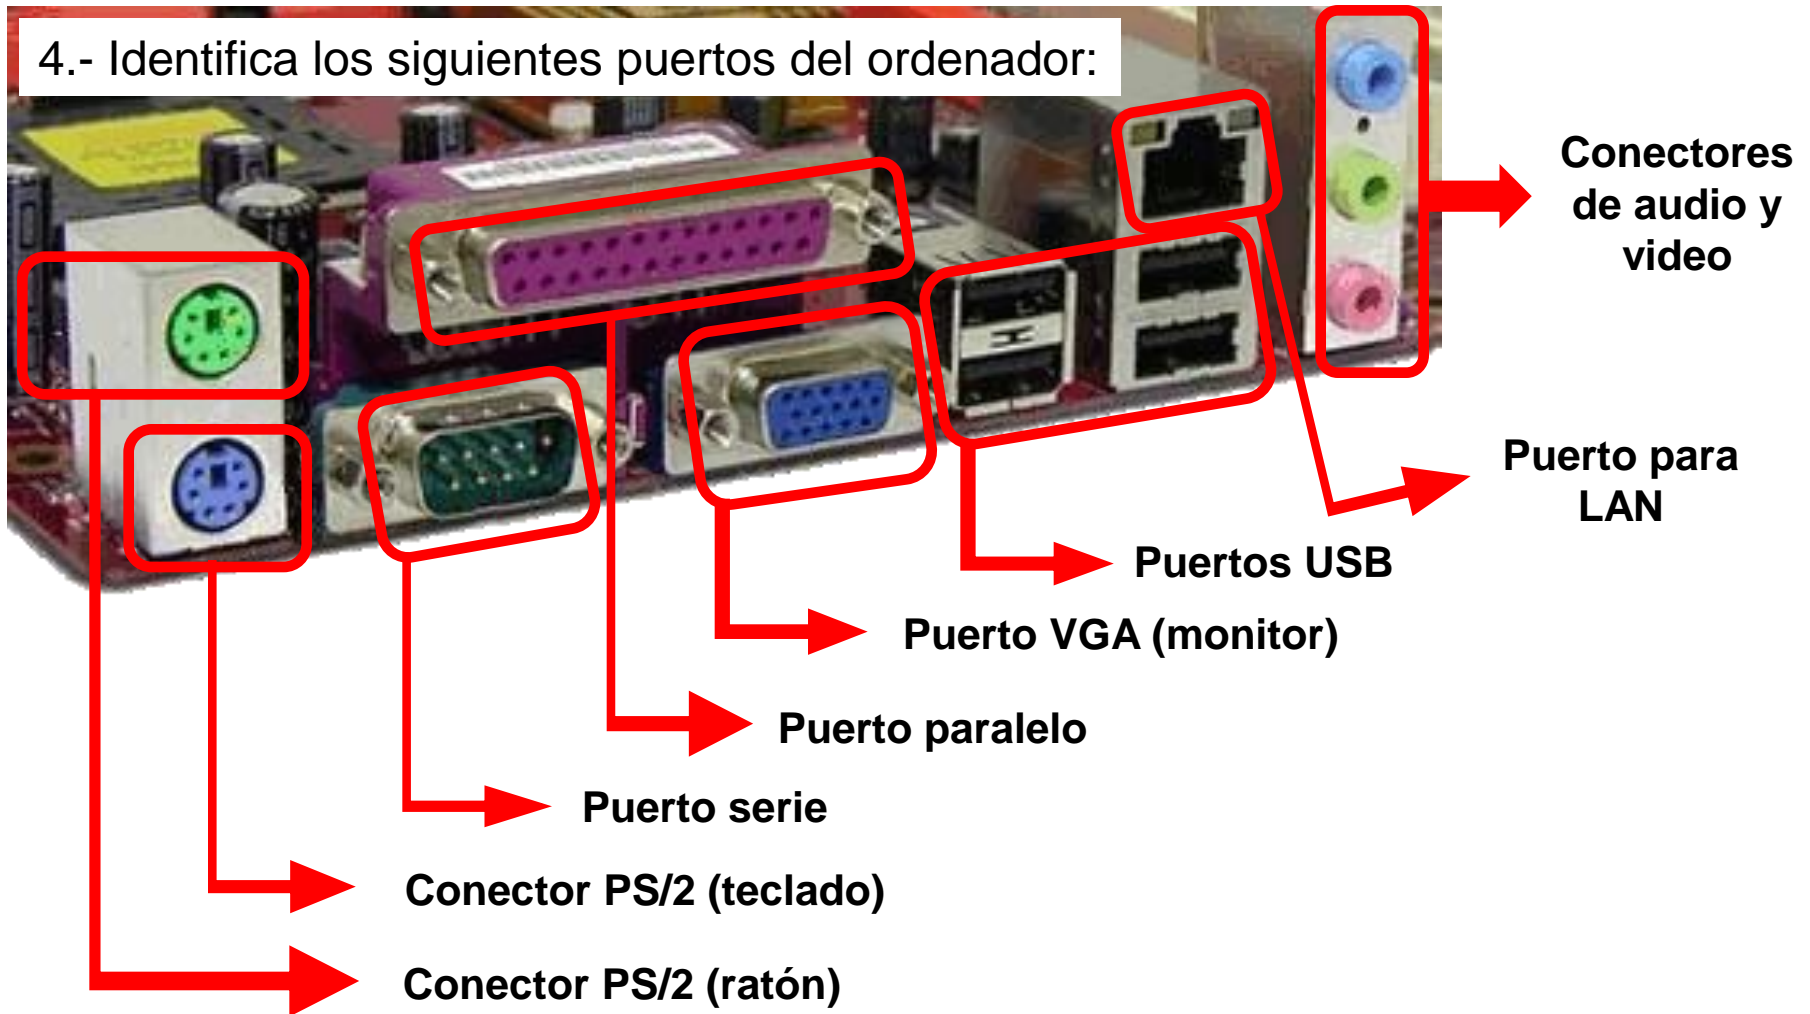 4.- Identifica los siguientes puertos del ordenador:
Conectores
de audio y
video
Puerto para
LAN
Puertos USB
Puerto VGA (monitor)
Puerto paralelo
Puerto serie
Conector PS/2 (teclado)
Conector PS/2 (ratón)